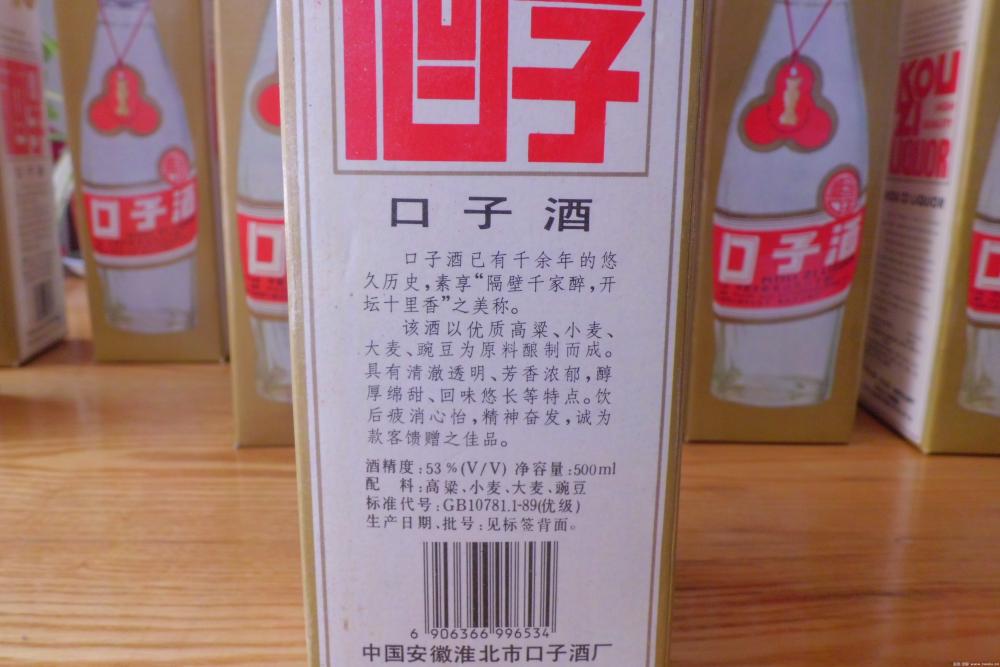 醇
口子酒
口子酒已有千余年的悠
久历史,素享“隔壁千家醉,开
坛十里香”之美称。
该酒以优质高粱、小麦、
大麦、豌豆为原料酿制而成。
具有清澈透明、芳香浓郁,醇
厚绵甜、回味悠长等特点。饮
后疲消心怡,精神奋发,诚为
款客馈赠之佳品。
酒精度:53%(V/V) 净容量:500ml
配 料:高粱、小麦、大麦、豌豆
标准代号:GB10781.1-89(优级)
生产日期、批号:见标签背面。
6 906366 996534
中国安徽淮北市口子酒厂
口子酒
口
口子酒
KOU
ZI
LIQUOR
KOU ZI LIQUOR